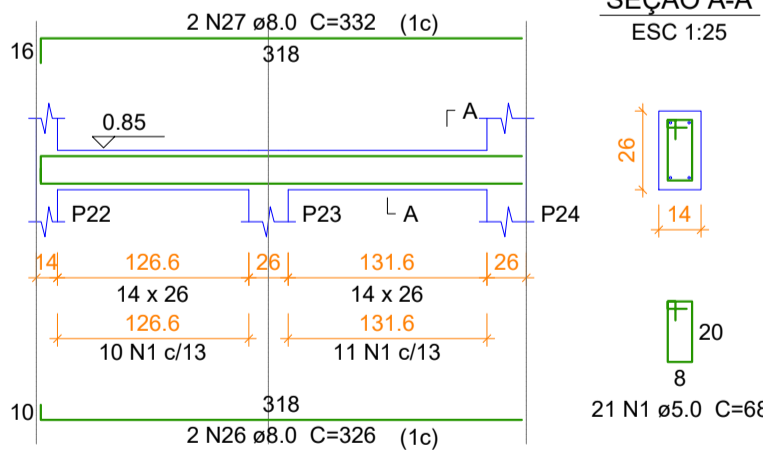 2 N27 ø8.0 C=332 (1c)
16
318
SEÇÃO A-A
ESC 1:25
A
0.85
26
P22
P23
A
P24
14
14
126.6
26
131.6
26
14 x 26
14 x 26
126.6
131.6
10 N1 c/13
11 N1 c/13
20
8
10
318
21 N1 ø5.0 C=68
2 N26 ø8.0 C=326 (1c)